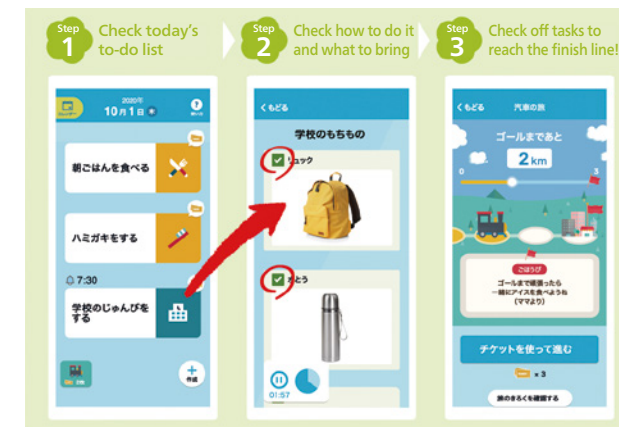 Step
1
Check today's
to-do list
Step
2
Check how to do it
and what to bring
Step
3
Check off tasks to
reach the finish line!
2020年
10月1日
?
朝ごはんを食べる
ハミガキをする
7:30
学校のじゅんびを
する
+
作成
くもどる
学校のもちもの
リュック
すいとう
01:57
くもどる
汽車の旅
ゴールまであと
2 km
0
3
ごほうび
ゴールまで頑張ったら
一緒にアイスを食べようね
(ママより)
チケットを使って進む
×3
旅のきろくを確認する